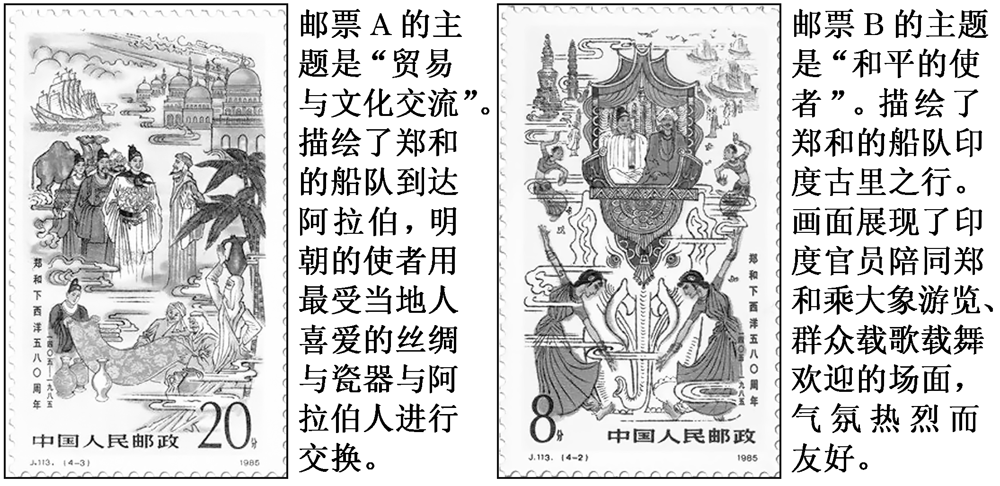 郑和下西洋五八〇周年
一四〇五—一九八五
20分
中国人民邮政
J.113. (4-3)
1985
邮票A的主
题是“贸易
与文化交流”。
描绘了郑和
的船队到达
阿拉伯，明
朝的使者用
最受当地人
喜爱的丝绸
与瓷器与阿
拉伯人进行
交换。
郑和下西洋五八〇周年
一四〇五—一九八五
8分
中国人民邮政
J.113. (4-2)
1985
邮票B的主题
是“和平的使
者”。描绘了
郑和的船队印
度古里之行。
画面展现了印
度官员陪同郑
和乘大象游览、
群众载歌载舞
欢迎的场面，
气氛热烈而
友好。